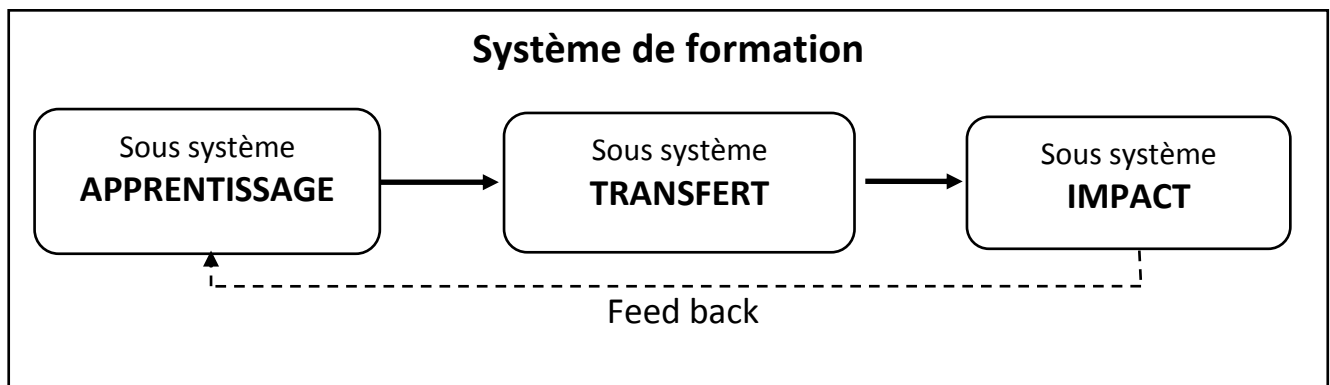 Système de formation
Sous système
APPRENTISSAGE
Sous système
TRANSFERT
Sous système
IMPACT
Feed back